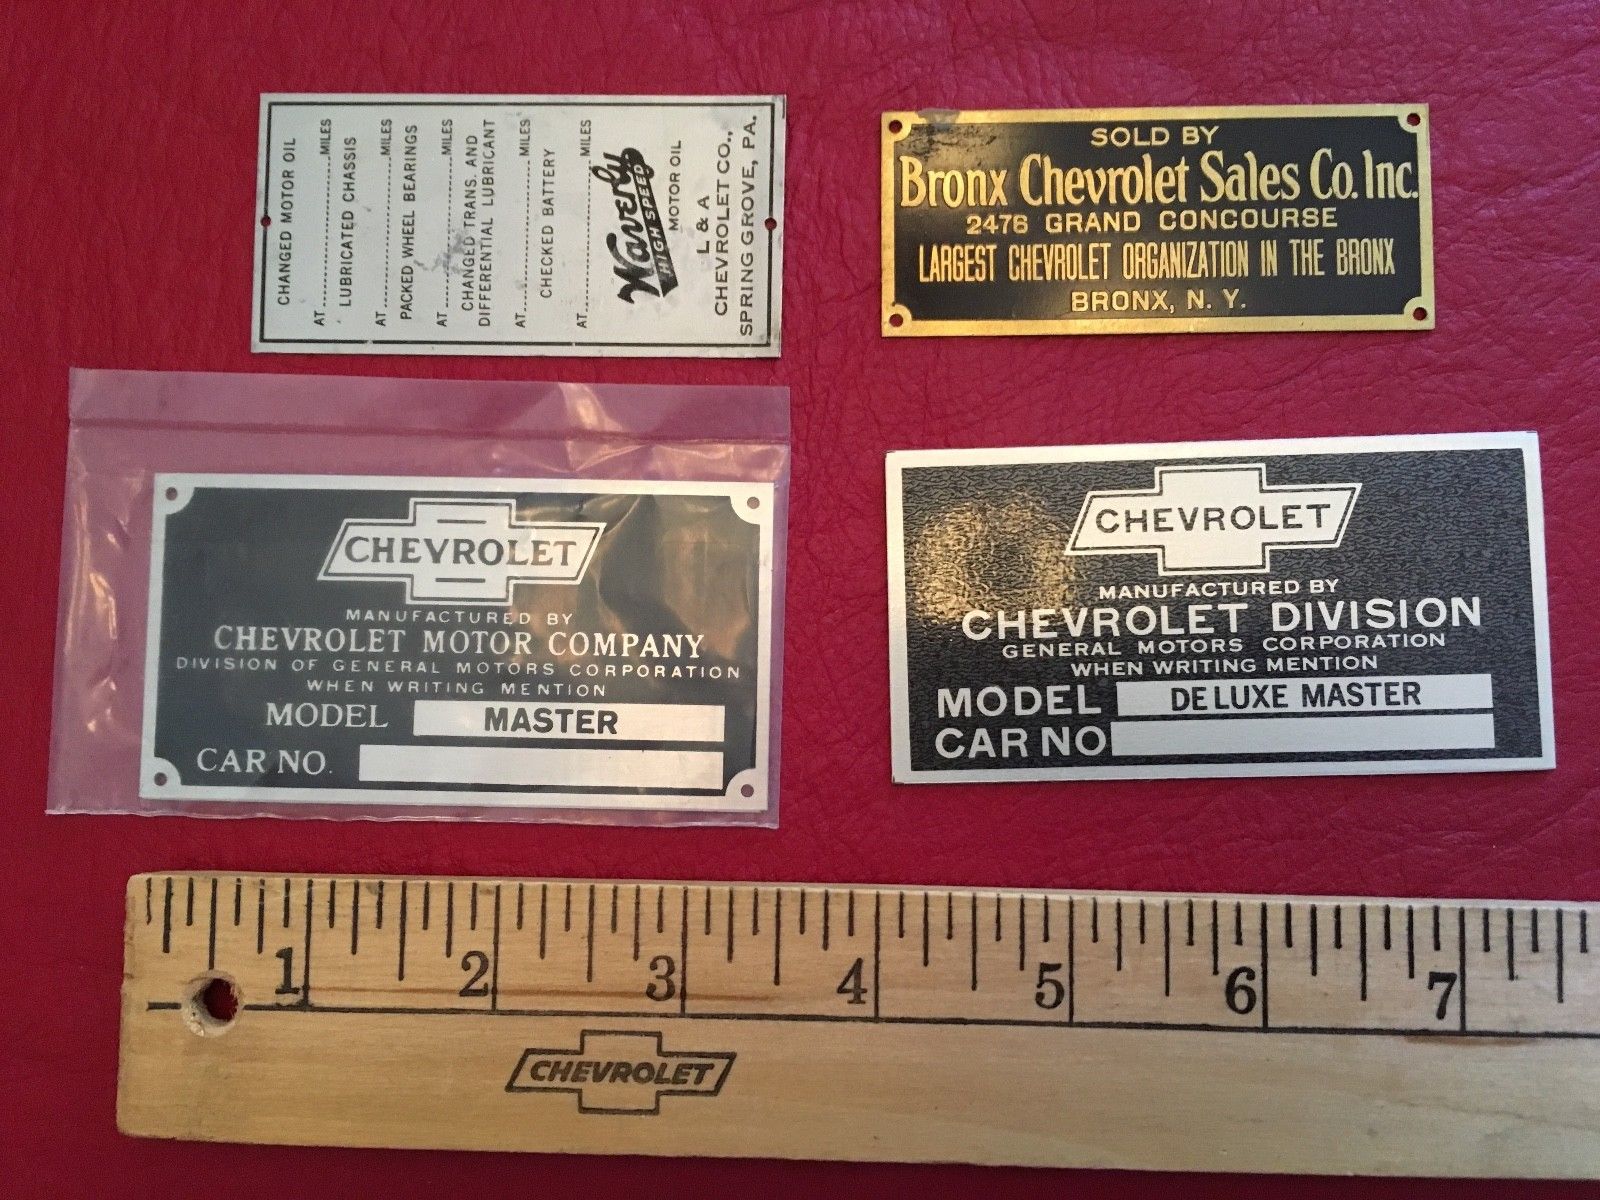 CHANGED MOTOR OIL
AT..........MILES
LUBRICATED CHASSIS
AT..........MILES
PACKED WHEEL BEARINGS
AT..........MILES
CHANGED TRANS. AND
DIFFERENTIAL LUBRICANT
AT..........MILES
CHECKED BATTERY
AT..........MILES
Waverly
HIGH SPEED
MOTOR OIL
L & A
CHEVROLET CO.,
SPRING GROVE, PA.
SOLD BY
Bronx Chevrolet Sales Co. Inc.
2476 GRAND CONCOURSE
LARGEST CHEVROLET ORGANIZATION IN THE BRONX
BRONX, N. Y.
CHEVROLET
MANUFACTURED BY
CHEVROLET MOTOR COMPANY
DIVISION OF GENERAL MOTORS CORPORATION
WHEN WRITING MENTION
MODEL MASTER
CAR NO.
CHEVROLET
MANUFACTURED BY
CHEVROLET DIVISION
GENERAL MOTORS CORPORATION
WHEN WRITING MENTION
MODEL DE LUXE MASTER
CAR NO
1 2 3 4 5 6 7
CHEVROLET